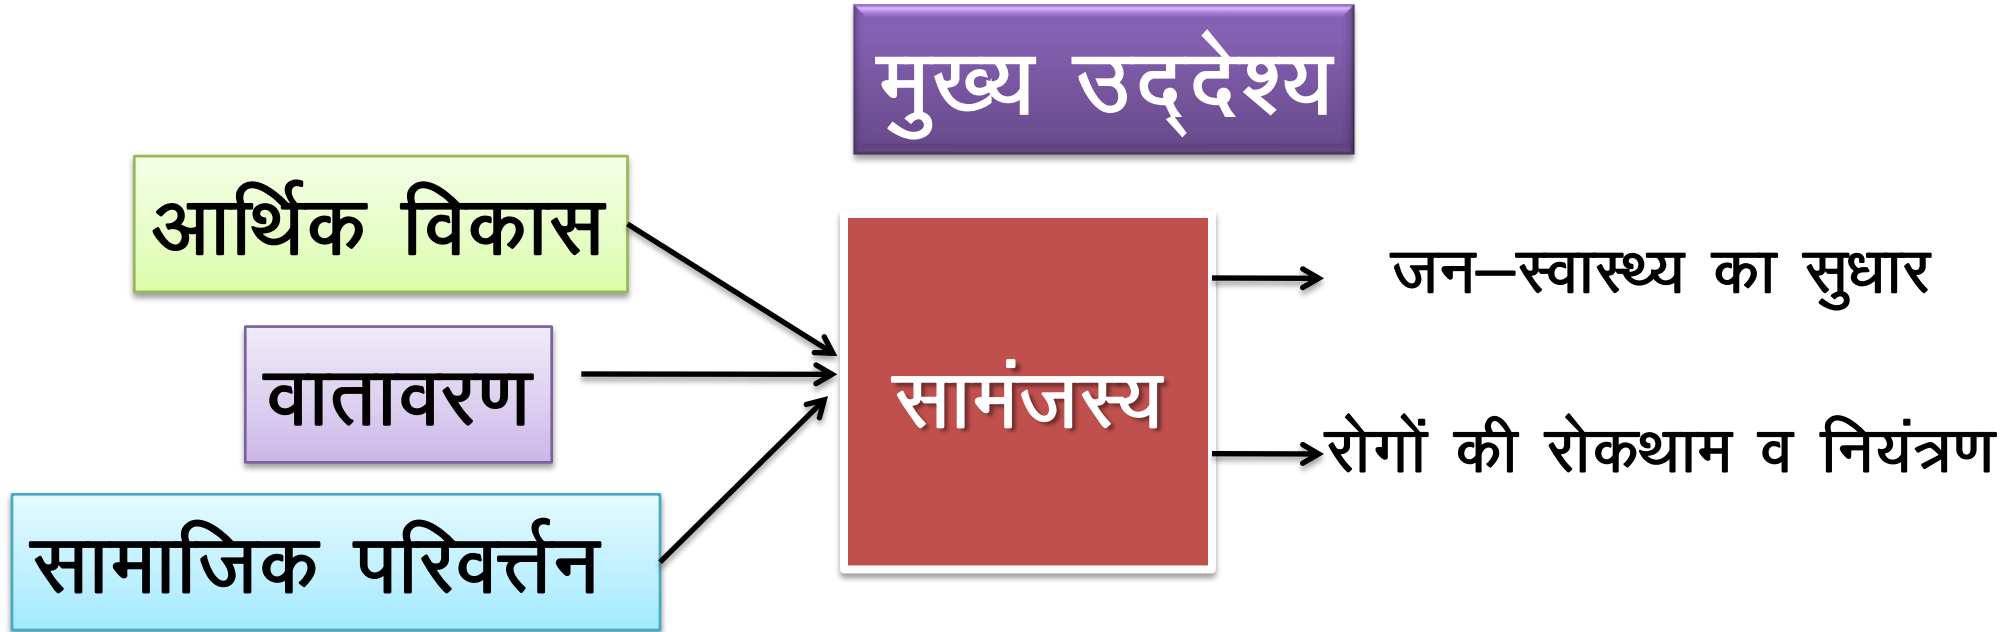 मुख्य उद्देश्य
आर्थिक विकास
वातावरण
सामाजिक परिवर्त्तन
सामंजस्य
जन–स्वास्थ्य का सुधार
रोगों की रोकथाम व नियंत्रण